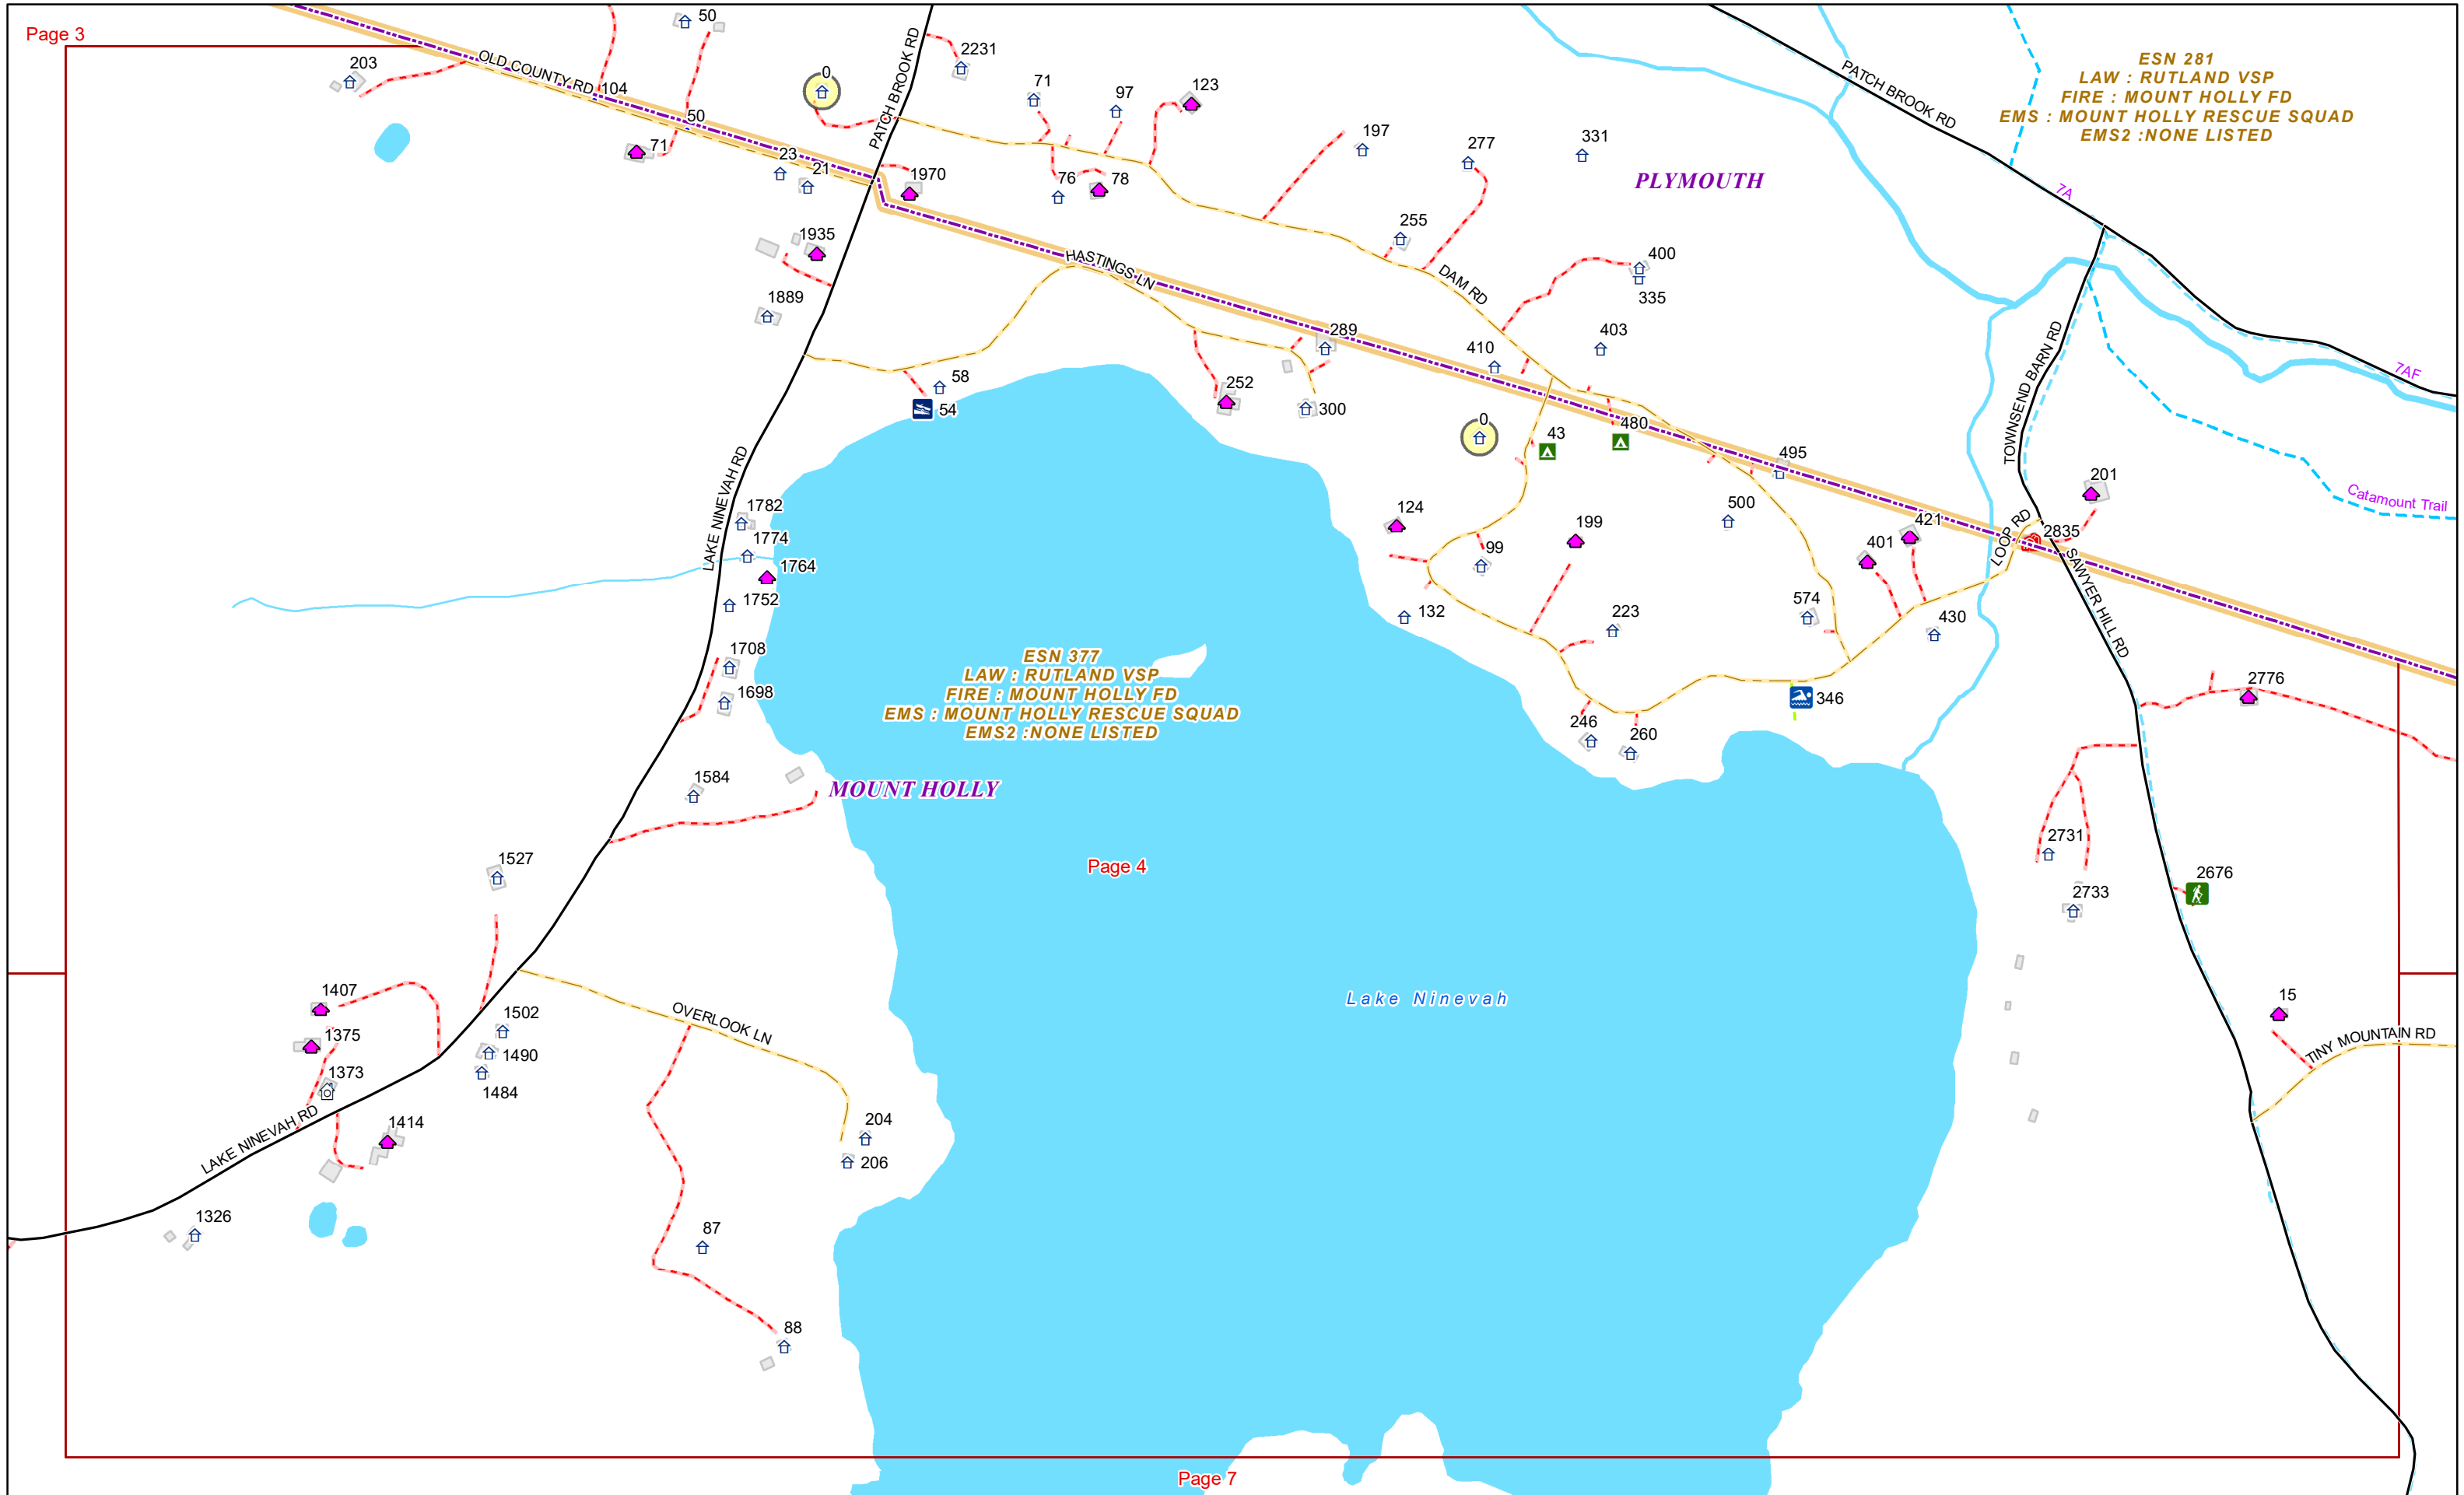 Page 3
50
203
2231
0
71
97
123
OLD COUNTY RD
104
PATCH BROOK RD
50
71
23
21
1970
76
78
197
277
331
PLYMOUTH
PATCH BROOK RD
ESN 281
LAW : RUTLAND VSP
FIRE : MOUNT HOLLY FD
EMS : MOUNT HOLLY RESCUE SQUAD
EMS2 :NONE LISTED
7A
255
1935
HASTINGS LN
DAM RD
400
335
1889
289
410
403
TOWNSEND BARN RD
7AF
58
54
252
300
0
43
480
495
LAKE NINEVAH RD
1782
1774
1764
1752
124
99
199
500
421
401
LOOP RD
2835
201
Catamount Trail
SAWYER HILL RD
132
223
574
430
1708
1698
ESN 377
LAW : RUTLAND VSP
FIRE : MOUNT HOLLY FD
EMS : MOUNT HOLLY RESCUE SQUAD
EMS2 :NONE LISTED
246
260
346
2776
1584
MOUNT HOLLY
Page 4
1527
2731
2733
2676
1407
1375
1373
1502
1490
1484
OVERLOOK LN
Lake Ninevah
15
TINY MOUNTAIN RD
LAKE NINEVAH RD
1414
204
206
1326
87
88
Page 7